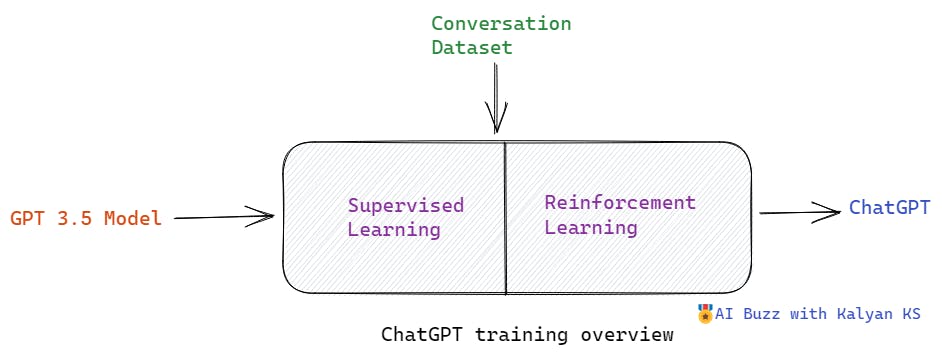 Conversation
Dataset
GPT 3.5 Model
Supervised
Learning
Reinforcement
Learning
ChatGPT
AI Buzz with Kalyan KS
ChatGPT training overview